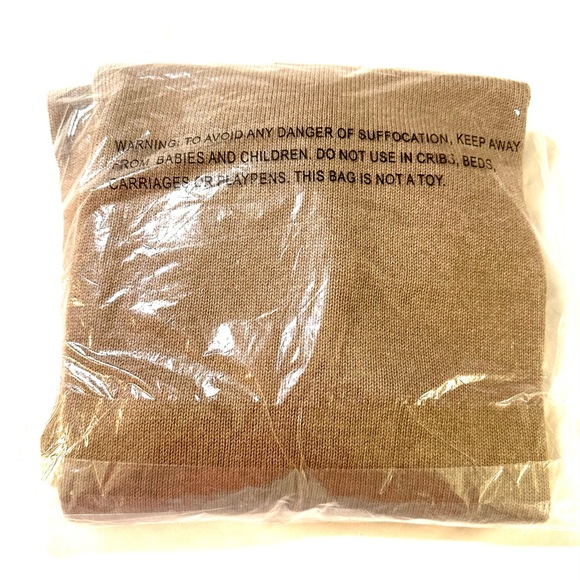 WARNING: TO AVOID ANY DANGER OF SUFFOCATION, KEEP AWAY
FROM BABIES AND CHILDREN. DO NOT USE IN CRIBS, BEDS,
CARRIAGES OR PLAYPENS. THIS BAG IS NOT A TOY.